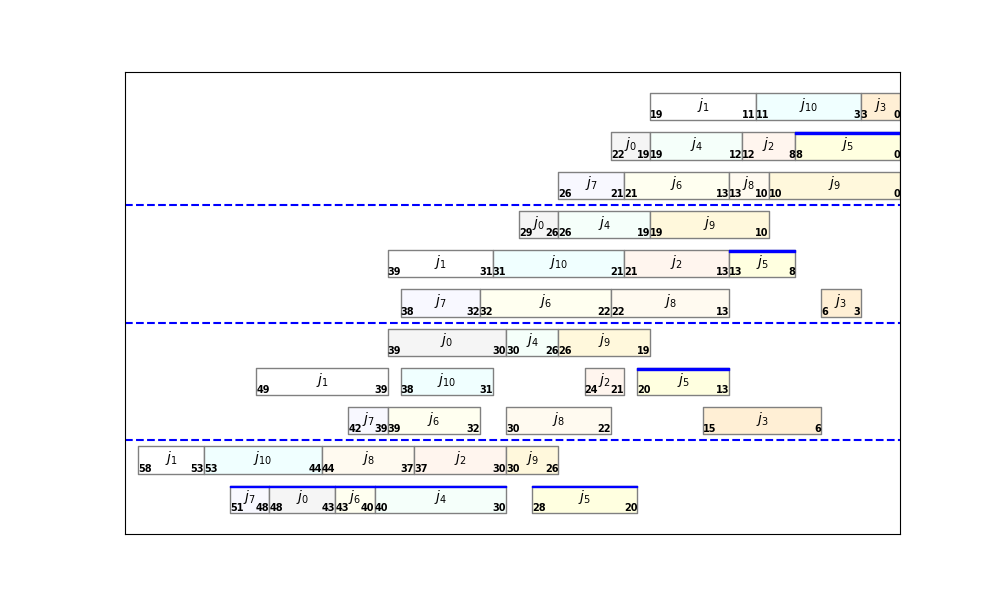 j1 j10 j3
19 11 11 3 3 0
j0 j4 j2 j5
22 19 19 12 12 8 8 0
j7 j6 j8 j9
26 21 21 13 13 10 10 0
j0 j4 j9
29 26 26 19 19 10
j1 j10 j2 j5
39 31 31 21 21 13 13 8
j7 j6 j8 j3
38 32 32 22 22 13 6 3
j0 j4 j9
39 30 30 26 26 19
j1 j10 j2 j5
49 39 38 31 24 21 20 13
j7 j6 j8 j3
42 39 39 32 30 22 15 6
j1 j10 j8 j2 j9
58 53 53 44 44 37 37 30 30 26
j7 j0 j6 j4 j5
51 48 48 43 43 40 40 30 28 20